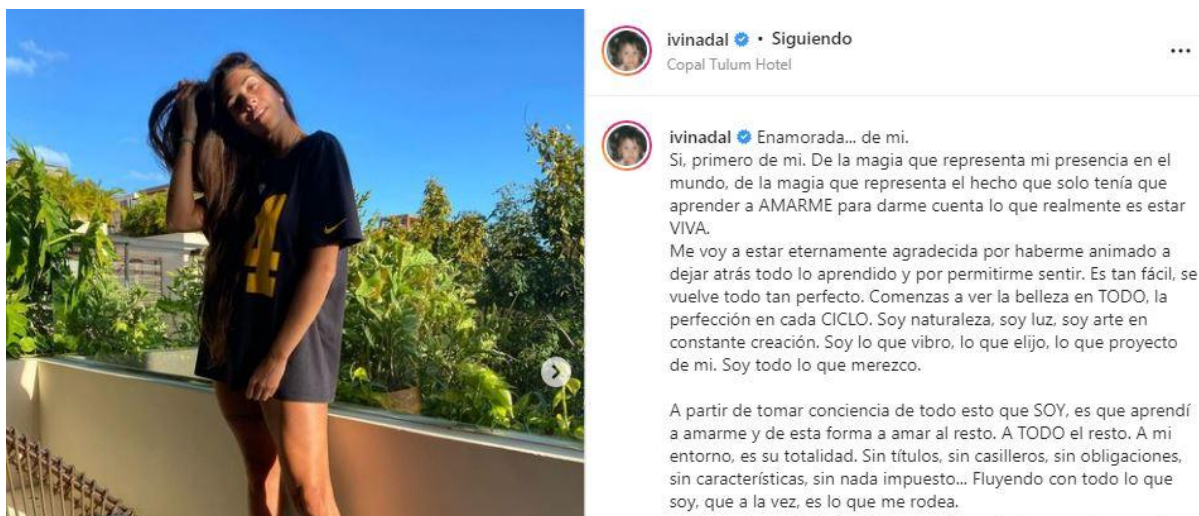 ivinadal • Siguiendo
Copal Tulum Hotel
ivinadal Enamorada... de mi.
Si, primero de mi. De la magia que representa mi presencia en el
mundo, de la magia que representa el hecho que solo tenía que
aprender a AMARME para darme cuenta lo que realmente es estar
VIVA.
Me voy a estar eternamente agradecida por haberme animado a
dejar atrás todo lo aprendido y por permitirme sentir. Es tan fácil, se
vuelve todo tan perfecto. Comenzas a ver la belleza en TODO, la
perfección en cada CICLO. Soy naturaleza, soy luz, soy arte en
constante creación. Soy lo que vibro, lo que elijo, lo que proyecto
de mi. Soy todo lo que merezco.
A partir de tomar conciencia de todo esto que SOY, es que aprendí
a amarme y de esta forma a amar al resto. A TODO el resto. A mi
entorno, es su totalidad. Sin títulos, sin casilleros, sin obligaciones,
sin características, sin nada impuesto... Fluyendo con todo lo que
soy, que a la vez, es lo que me rodea.
4